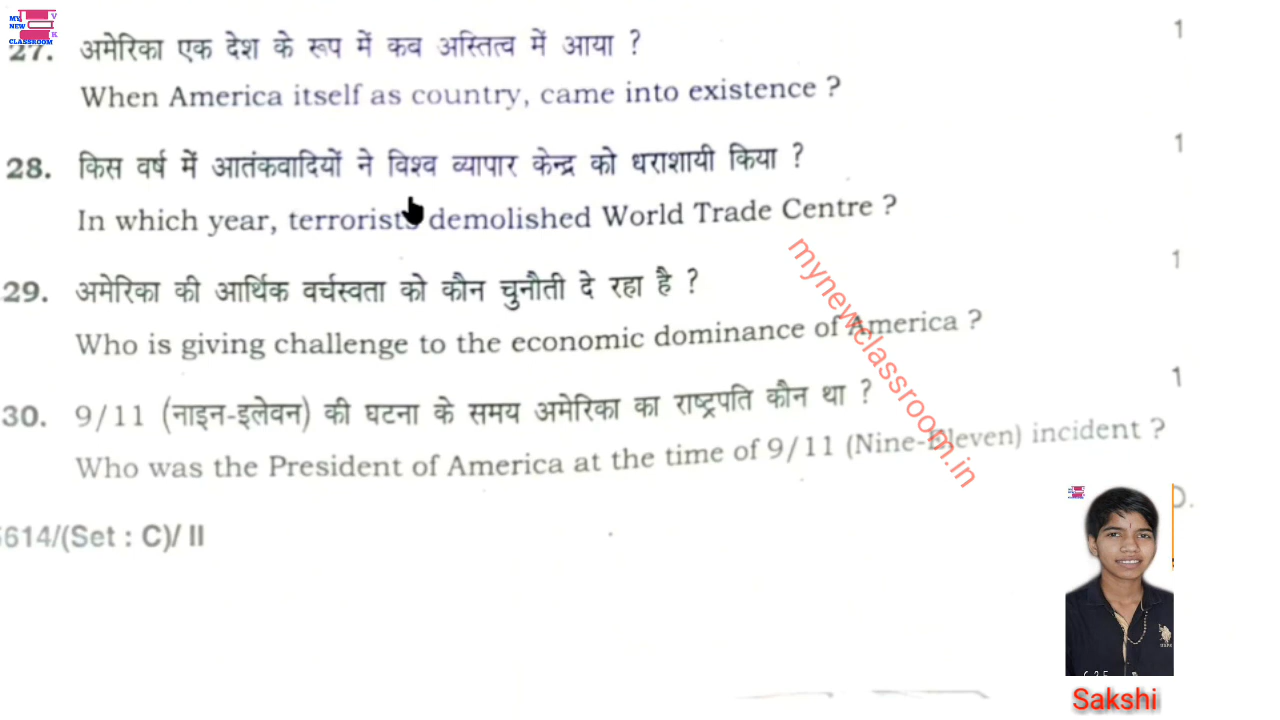 MY NEW CLASSROOM
V
K
27. अमेरिका एक देश के रूप में कब अस्तित्व में आया ? 1
When America itself as country, came into existence ?
28. किस वर्ष में आतंकवादियों ने विश्व व्यापार केन्द्र को धराशायी किया ? 1
In which year, terrorists demolished World Trade Centre ?
29. अमेरिका की आर्थिक वर्चस्वता को कौन चुनौती दे रहा है ? 1
Who is giving challenge to the economic dominance of America ?
30. 9/11 (नाइन-इलेवन) की घटना के समय अमेरिका का राष्ट्रपति कौन था ? 1
Who was the President of America at the time of 9/11 (Nine-Eleven) incident ?
mynewclassroom.in
5614/(Set : C)/ II
D.
Sakshi